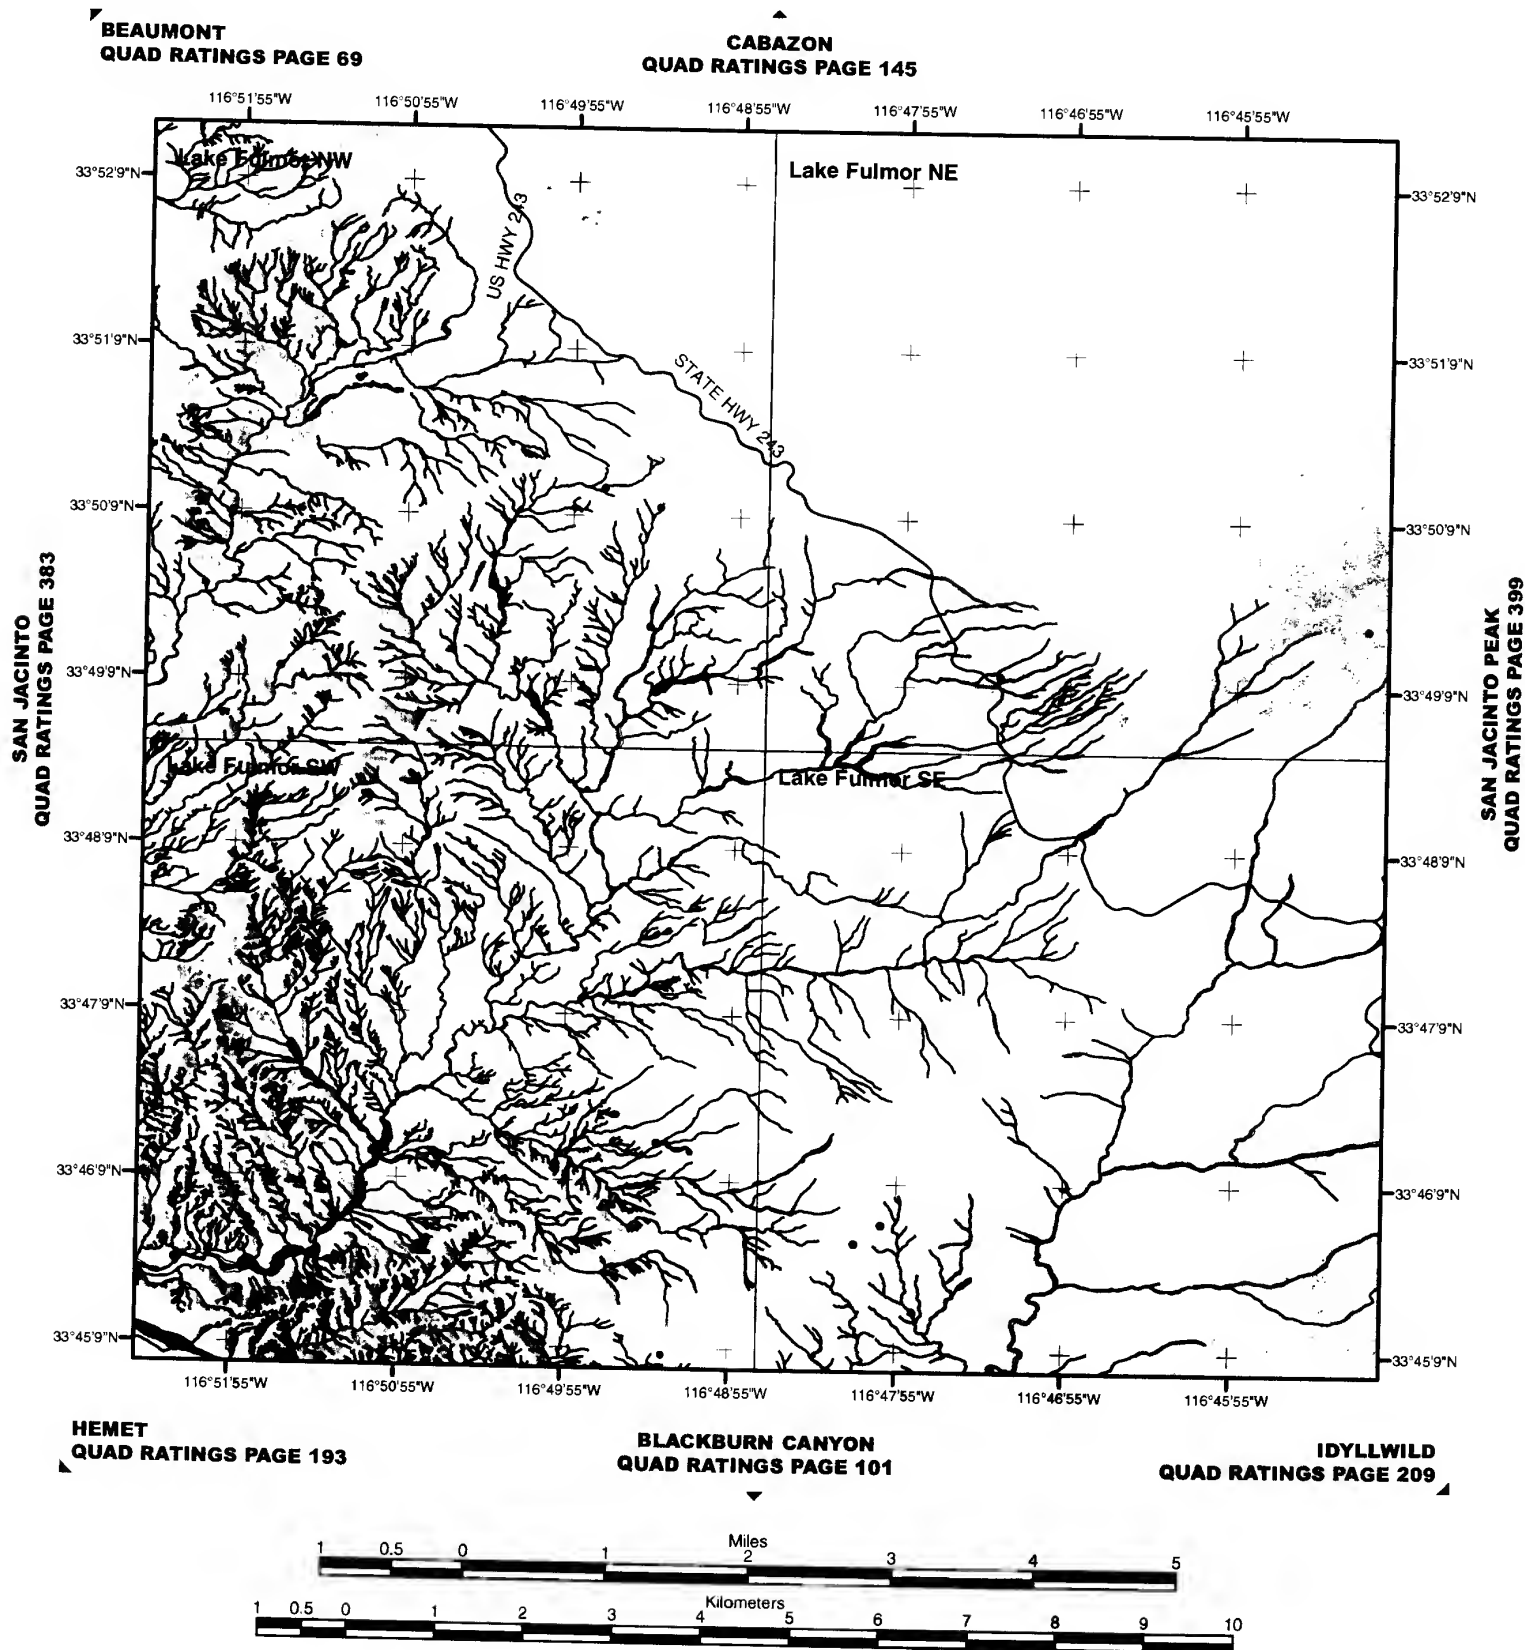 BEAUMONT
QUAD RATINGS PAGE 69
CABAZON
QUAD RATINGS PAGE 145
116°51'55"W 116°50'55"W 116°49'55"W 116°48'55"W 116°47'55"W 116°46'55"W 116°45'55"W
Lake Fulmor NW
Lake Fulmor NE
33°52'9"N
33°52'9"N
US HWY 243
33°51'9"N
33°51'9"N
STATE HWY 243
33°50'9"N
33°50'9"N
SAN JACINTO
QUAD RATINGS PAGE 383
SAN JACINTO PEAK
QUAD RATINGS PAGE 399
33°49'9"N
33°49'9"N
Lake Fulmor SW
Lake Fulmor SE
33°48'9"N
33°48'9"N
33°47'9"N
33°47'9"N
33°46'9"N
33°46'9"N
33°45'9"N
33°45'9"N
116°51'55"W 116°50'55"W 116°49'55"W 116°48'55"W 116°47'55"W 116°46'55"W 116°45'55"W
HEMET
QUAD RATINGS PAGE 193
BLACKBURN CANYON
QUAD RATINGS PAGE 101
IDYLLWILD
QUAD RATINGS PAGE 209
Miles
1 0.5 0 1 2 3 4 5
Kilometers
1 0.5 0 1 2 3 4 5 6 7 8 9 10